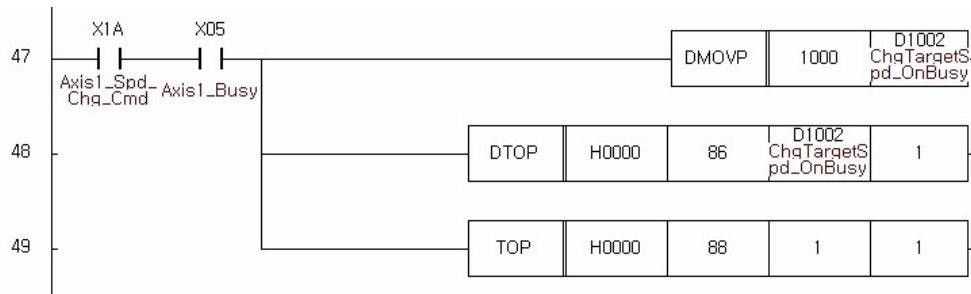 X1A X05
47 DMOVP 1000 D1002
ChgTargetS
pd_OnBusy
Axis1_Spd_
Chg_Cmd Axis1_Busy
48 DTOP H0000 86 D1002
ChgTargetS
pd_OnBusy 1
49 TOP H0000 88 1 1